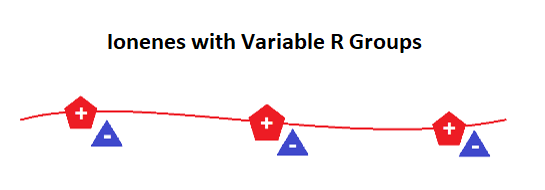 Ionenes with Variable R Groups
+ + +
- - -